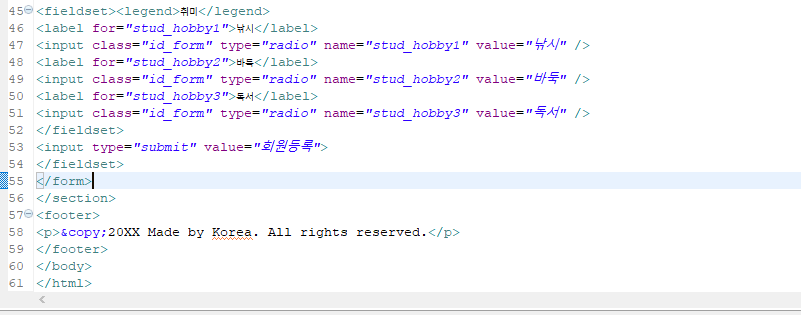 45 <fieldset><legend>취미</legend>
46 <label for="stud_hobby1">낚시</label>
47 <input class="id_form" type="radio" name="stud_hobby1" value="낚시" />
48 <label for="stud_hobby2">바둑</label>
49 <input class="id_form" type="radio" name="stud_hobby2" value="바둑" />
50 <label for="stud_hobby3">독서</label>
51 <input class="id_form" type="radio" name="stud_hobby3" value="독서" />
52 </fieldset>
53 <input type="submit" value="회원등록">
54 </fieldset>
55 </form>
56 </section>
57 <footer>
58 <p>&copy;20XX Made by Korea. All rights reserved.</p>
59 </footer>
60 </body>
61 </html>